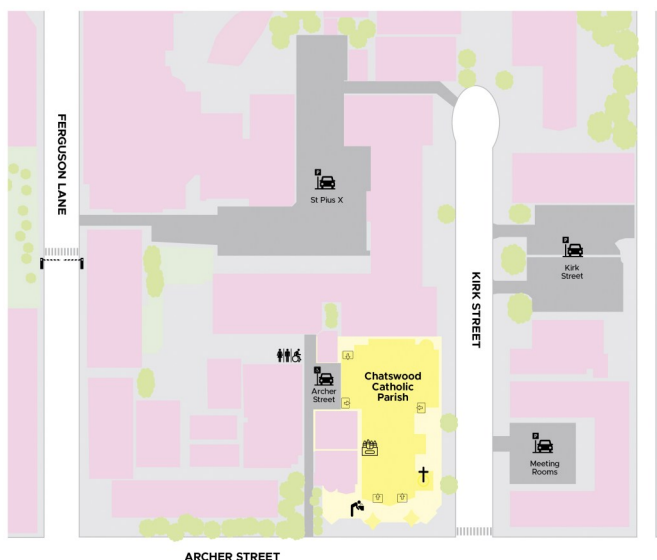 FERGUSON LANE
P
St Pius X
P
Kirk
Street
KIRK STREET
Archer
Street
Chatswood
Catholic
Parish
P
Meeting
Rooms
ARCHER STREET